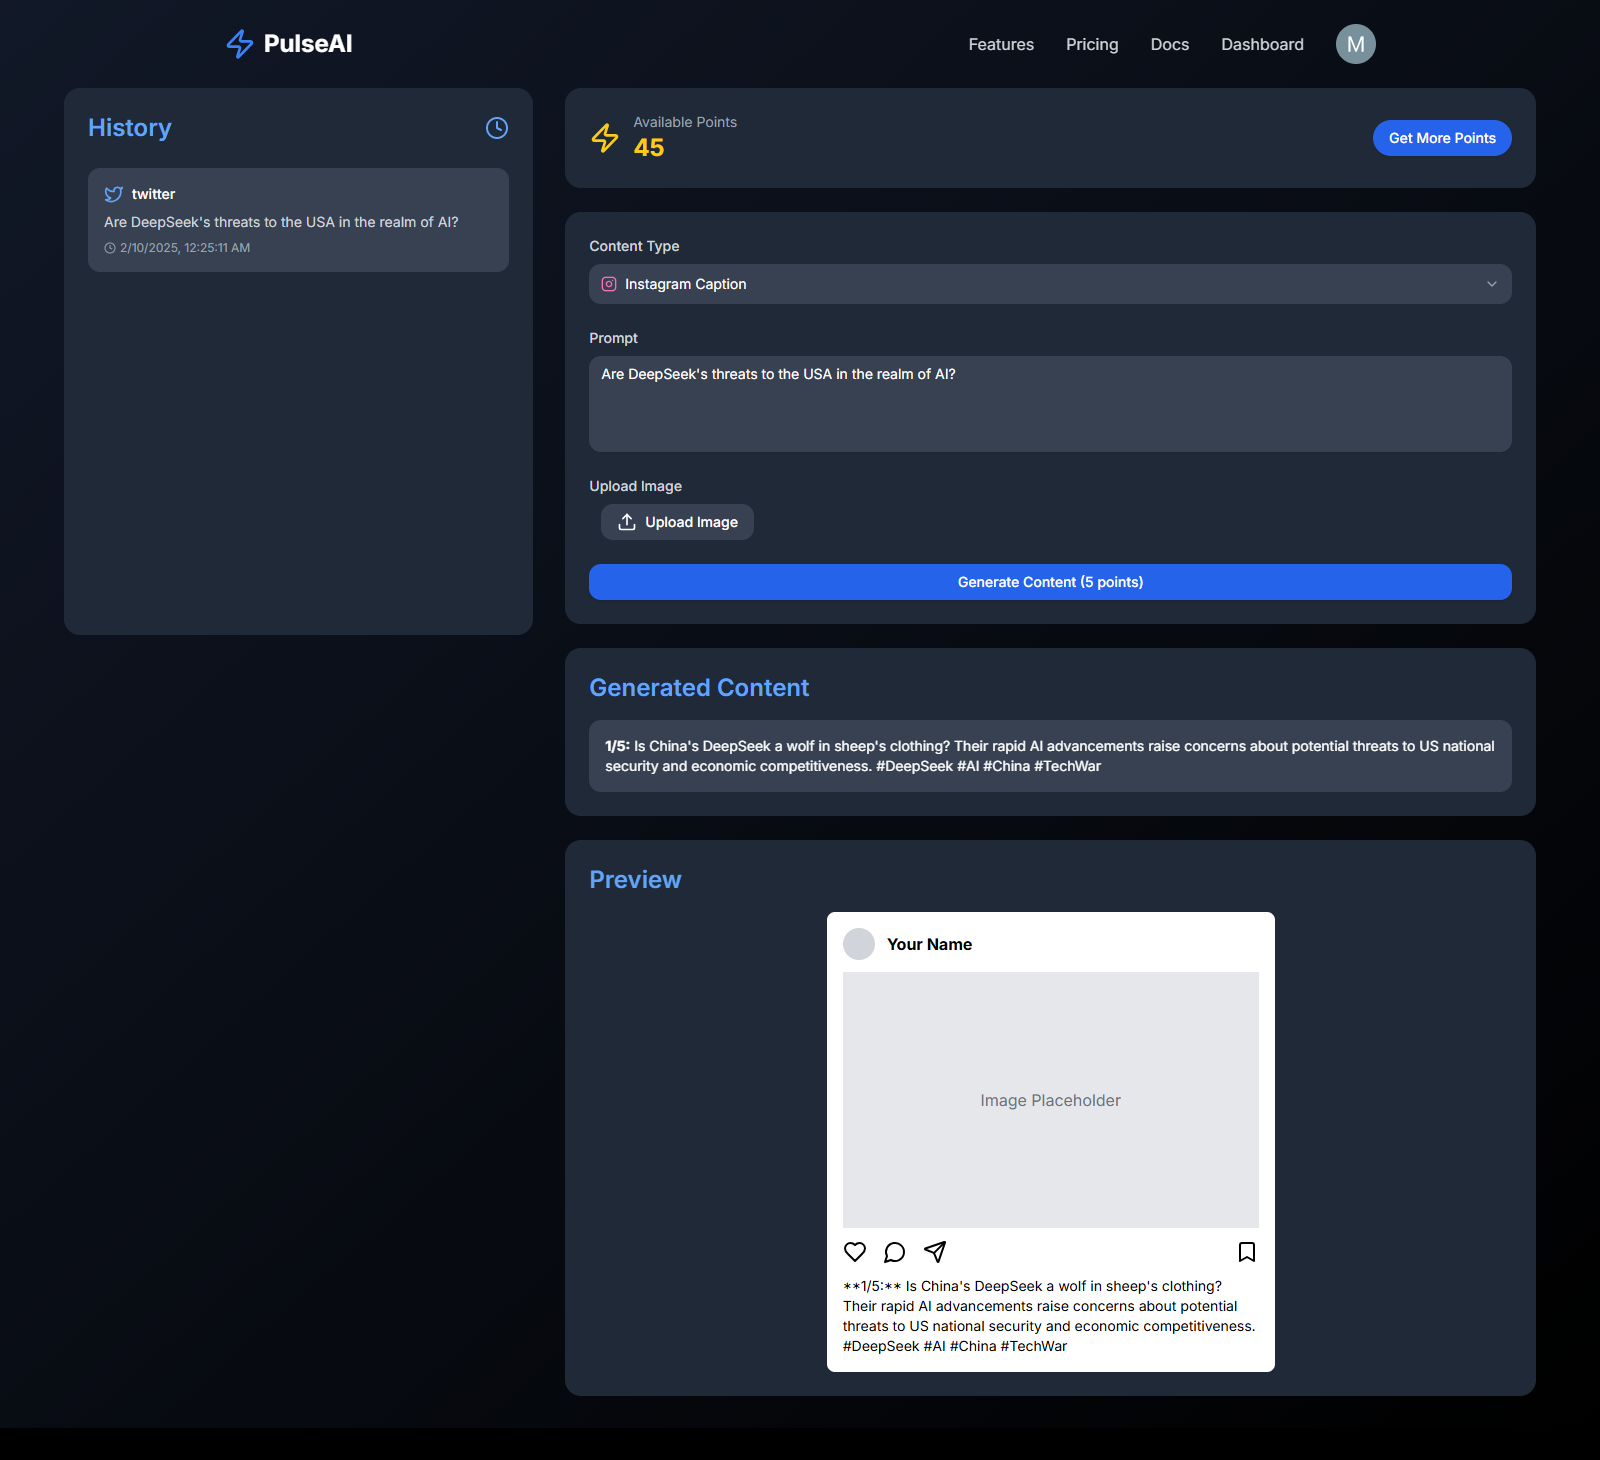 PulseAI
Features
Pricing
Docs
Dashboard
M
History
twitter
Are DeepSeek's threats to the USA in the realm of AI?
2/10/2025, 12:25:11 AM
Available Points
45
Get More Points
Content Type
Instagram Caption
Prompt
Are DeepSeek's threats to the USA in the realm of AI?
Upload Image
Upload Image
Generate Content (5 points)
Generated Content
1/5: Is China's DeepSeek a wolf in sheep's clothing? Their rapid AI advancements raise concerns about potential threats to US national
security and economic competitiveness. #DeepSeek #AI #China #TechWar
Preview
Your Name
Image Placeholder
**1/5:** Is China's DeepSeek a wolf in sheep's clothing?
Their rapid AI advancements raise concerns about potential
threats to US national security and economic competitiveness.
#DeepSeek #AI #China #TechWar